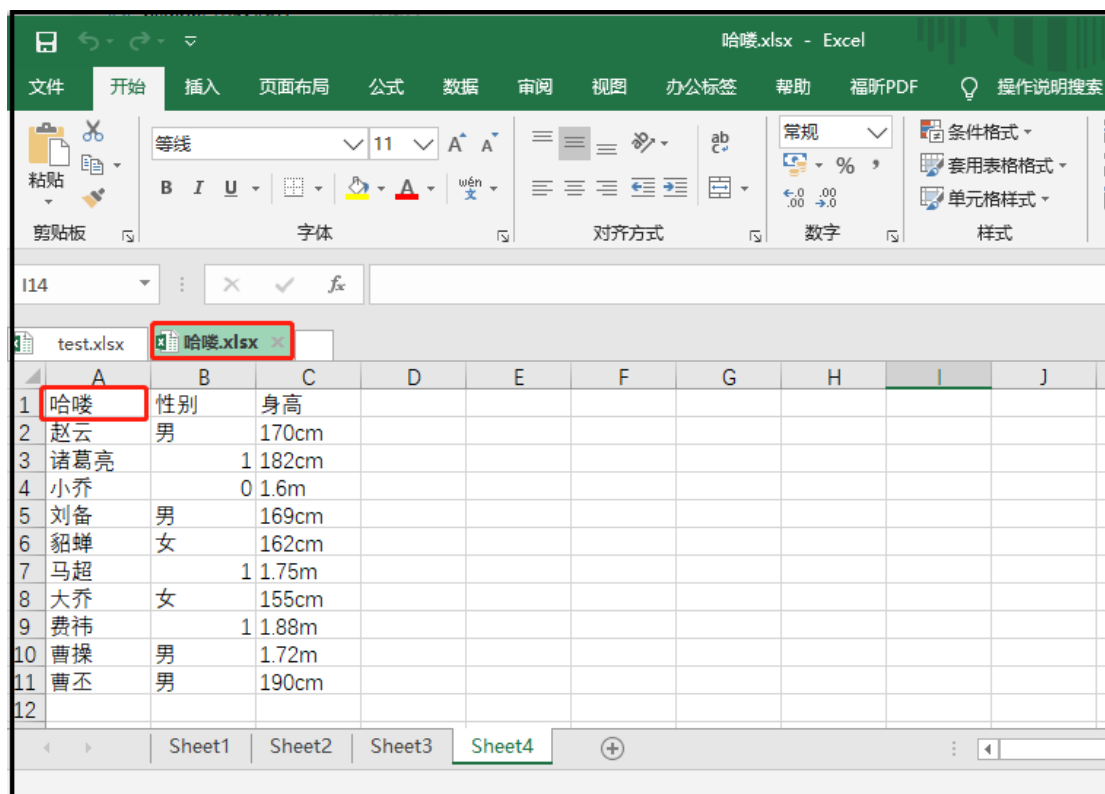 哈喽.xlsx - Excel
文件 开始 插入 页面布局 公式 数据 审阅 视图 办公标签 帮助 福昕PDF 操作说明搜索
等线 11 A A 常规 条件格式
粘贴 % 套用表格格式
B I U A wén 文 ab .00 .0 单元格样式
剪贴板 字体 对齐方式 数字 样式
I14 fx
test.xlsx 哈喽.xlsx
A B C D E F G H I J
1 哈喽 性别 身高
2 赵云 男 170cm
3 诸葛亮 1 182cm
4 小乔 0 1.6m
5 刘备 男 169cm
6 貂蝉 女 162cm
7 马超 1 1.75m
8 大乔 女 155cm
9 费祎 1 1.88m
10 曹操 男 1.72m
11 曹丕 男 190cm
12
Sheet1 Sheet2 Sheet3 Sheet4